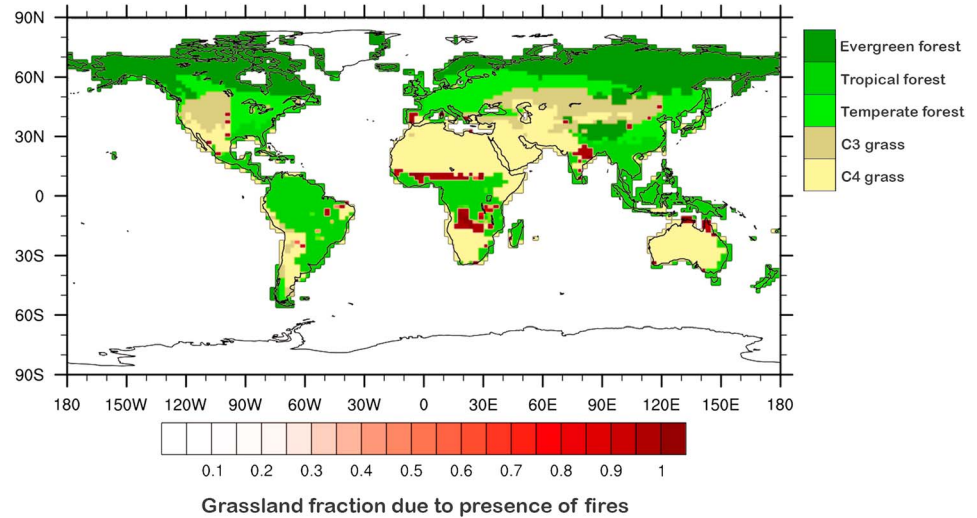 90N
60N
30N
0
30S
60S
90S
180 150W 120W 90W 60W 30W 0 30E 60E 90E 120E 150E 180
Evergreen forest
Tropical forest
Temperate forest
C3 grass
C4 grass
0.1 0.2 0.3 0.4 0.5 0.6 0.7 0.8 0.9 1
Grassland fraction due to presence of fires